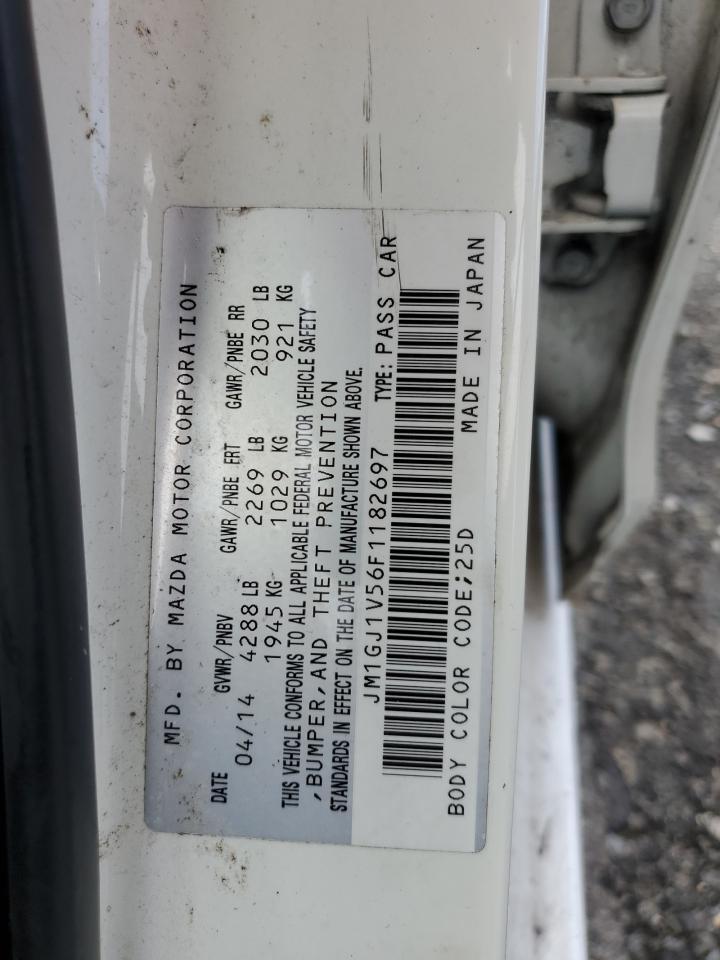 MFD. BY MAZDA MOTOR CORPORATION
DATE GVWR/PNBV GAWR/PNBE FRT GAWR/PNBE RR
04/14 4288 LB 2269 LB 2030 LB
1945 KG 1029 KG 921 KG
THIS VEHICLE CONFORMS TO ALL APPLICABLE FEDERAL MOTOR VEHICLE SAFETY
,BUMPER,AND THEFT PREVENTION
STANDARDS IN EFFECT ON THE DATE OF MANUFACTURE SHOWN ABOVE.
JM1GJ1V56F1182697 TYPE: PASS CAR
BODY COLOR CODE;25D MADE IN JAPAN